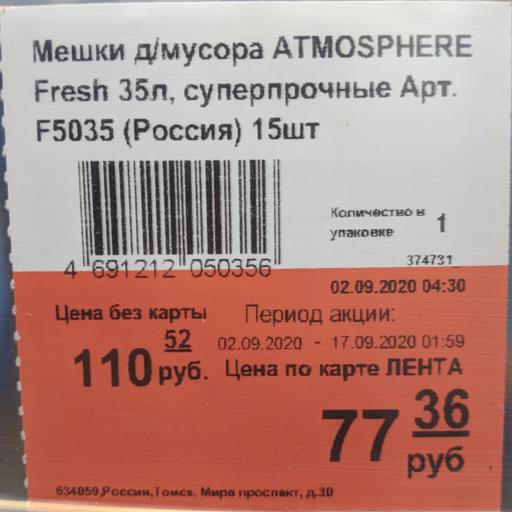 Мешки д/мусора ATMOSPHERE
Fresh 35л, суперпрочные Арт.
F5035 (Россия) 15шт
Количество в
упаковке 1
4 691212 050356
374731
02.09.2020 04:30
Цена без карты
110 52 руб.
Период акции:
02.09.2020 - 17.09.2020 01:59
Цена по карте ЛЕНТА
77 36 руб
634059,Россия,Томск, Мира проспект, д.30